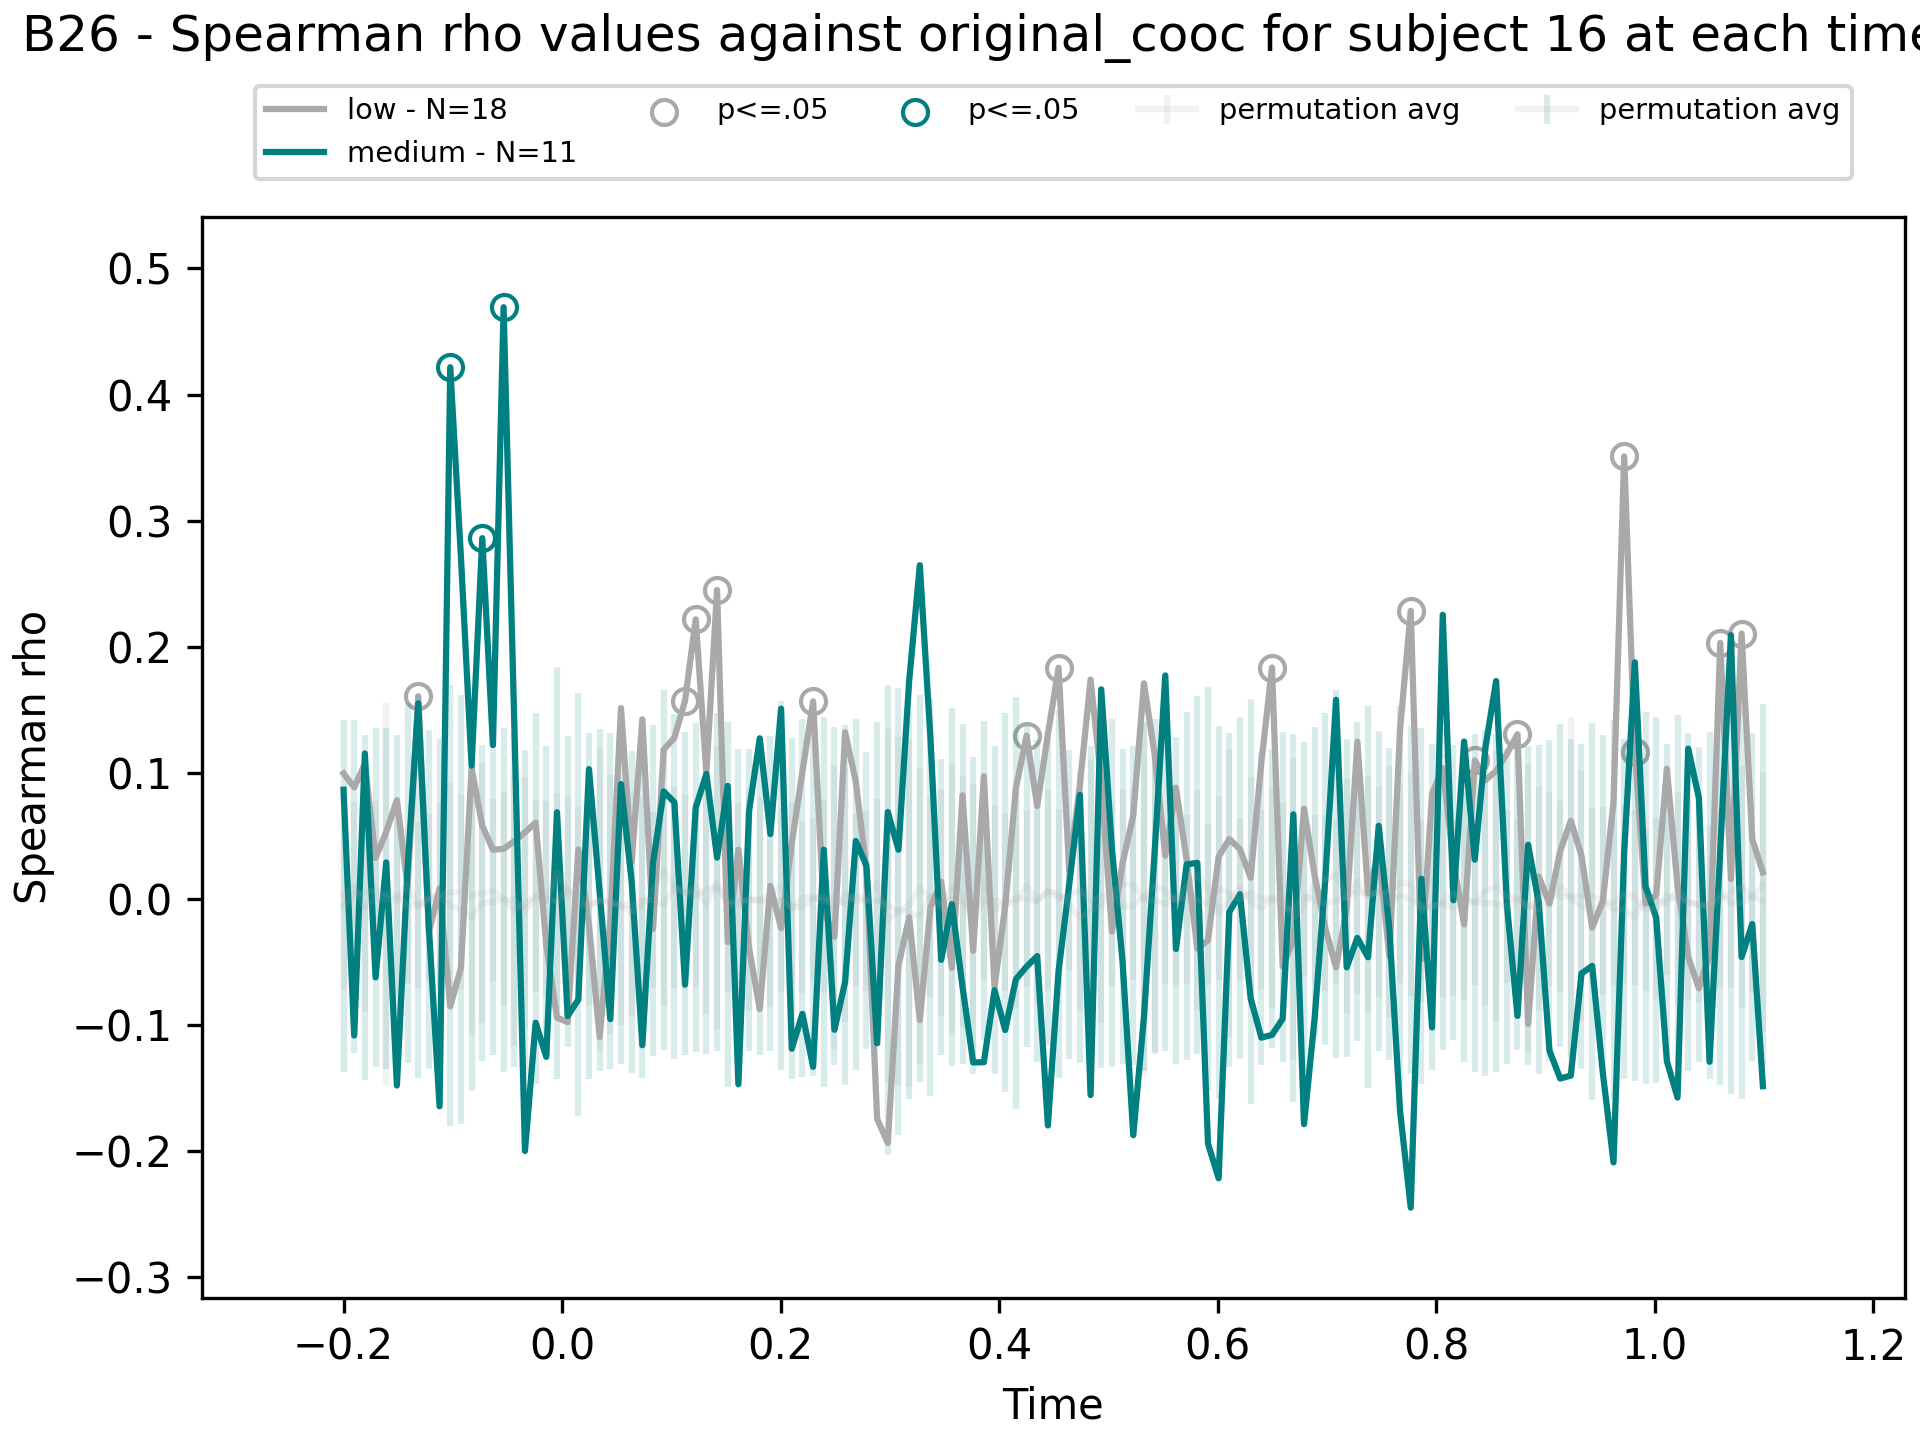 B26 - Spearman rho values against original_cooc for subject 16 at each time
low - N=18
medium - N=11
p<=.05
p<=.05
permutation avg
permutation avg
Spearman rho
0.5
0.4
0.3
0.2
0.1
0.0
−0.1
−0.2
−0.3
−0.2 0.0 0.2 0.4 0.6 0.8 1.0 1.2
Time